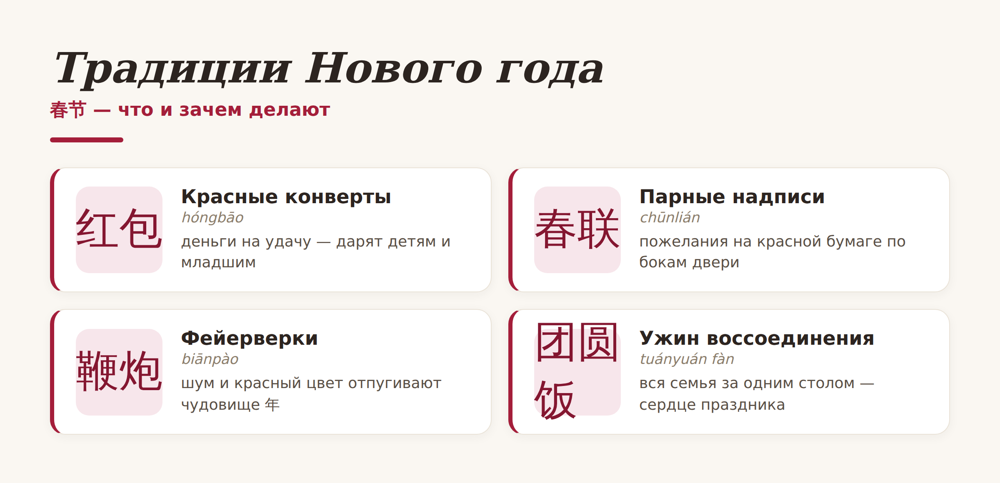 Традиции Нового года
春节 — что и зачем делают
红包
Красные конверты
hóngbāo
деньги на удачу — дарят детям и
младшим
春联
Парные надписи
chūnlián
пожелания на красной бумаге по
бокам двери
鞭炮
Фейерверки
biānpào
шум и красный цвет отпугивают
чудовище 年
团圆
饭
Ужин воссоединения
tuányuán fàn
вся семья за одним столом —
сердце праздника